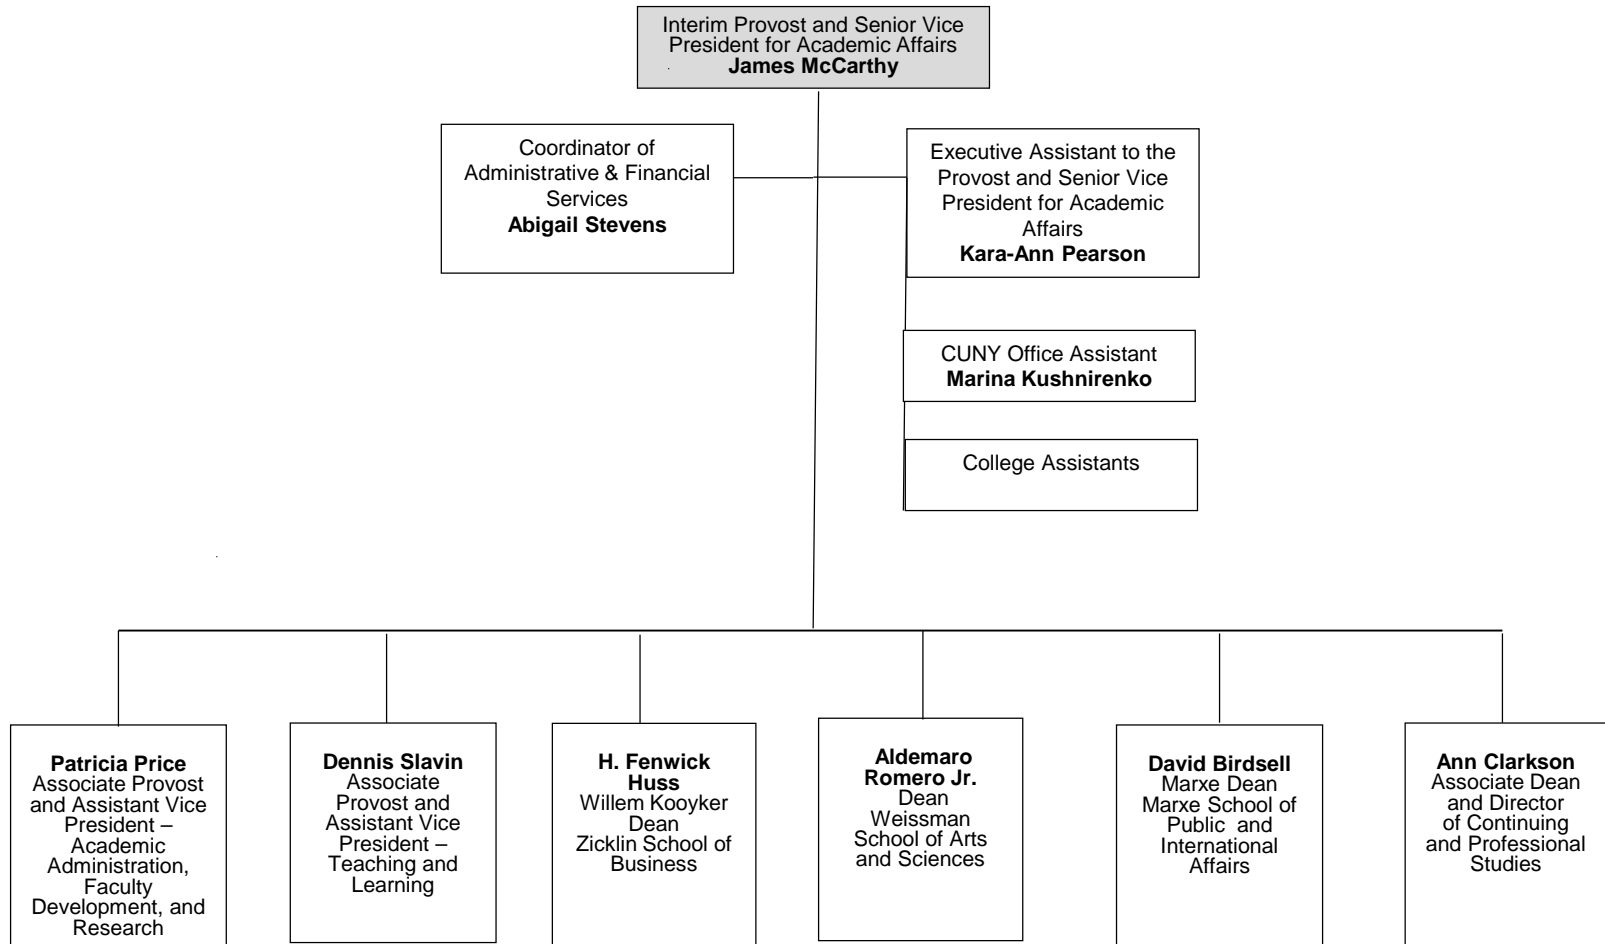 Interim Provost and Senior Vice
President for Academic Affairs
James McCarthy
Coordinator of
Administrative & Financial
Services
Abigail Stevens
Executive Assistant to the
Provost and Senior Vice
President for Academic
Affairs
Kara-Ann Pearson
CUNY Office Assistant
Marina Kushnirenko
College Assistants
Patricia Price
Associate Provost
and Assistant Vice
President –
Academic
Administration,
Faculty
Development, and
Research
Dennis Slavin
Associate
Provost and
Assistant Vice
President –
Teaching and
Learning
H. Fenwick
Huss
Willem Kooyker
Dean
Zicklin School of
Business
Aldemaro
Romero Jr.
Dean
Weissman
School of Arts
and Sciences
David Birdsell
Marxe Dean
Marxe School of
Public and
International
Affairs
Ann Clarkson
Associate Dean
and Director
of Continuing
and Professional
Studies